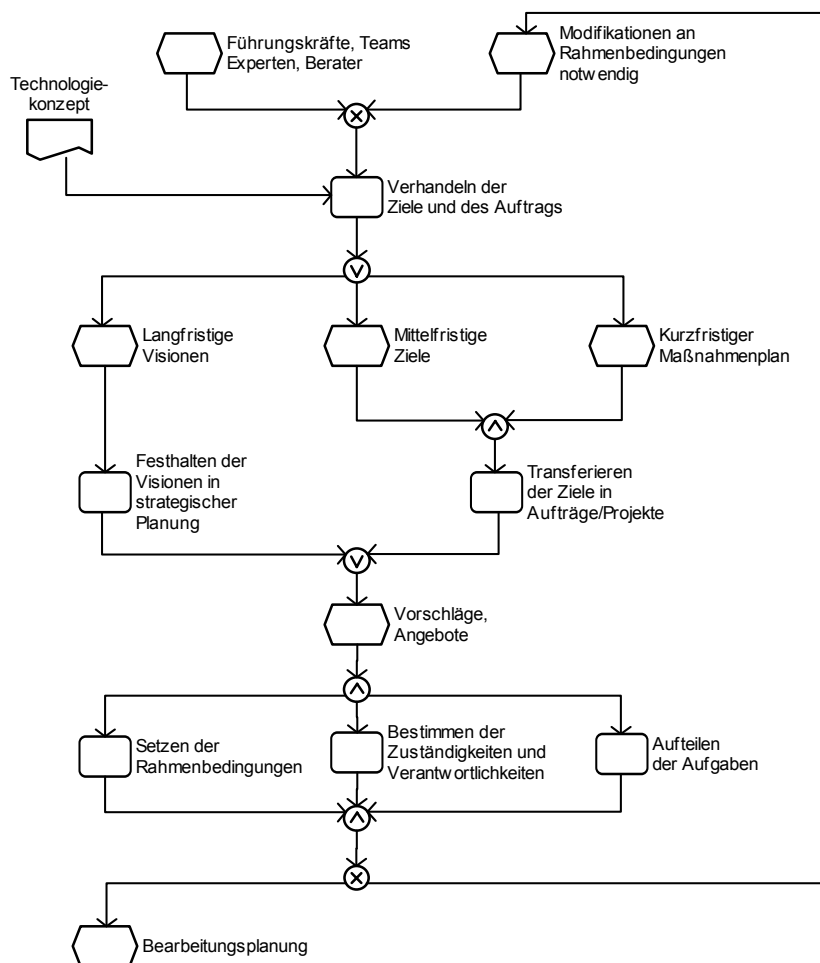 Führungskräfte, Teams
Experten, Berater
Modifikationen an
Rahmenbedingungen
notwendig
Technologie-
konzept
Verhandeln der
Ziele und des Auftrags
Langfristige
Visionen
Mittelfristige
Ziele
Kurzfristiger
Maßnahmenplan
Festhalten der
Visionen in
strategischer
Planung
Transferieren
der Ziele in
Aufträge/Projekte
Vorschläge,
Angebote
Setzen der
Rahmenbedingungen
Bestimmen der
Zuständigkeiten und
Verantwortlichkeiten
Aufteilen
der Aufgaben
Bearbeitungsplanung